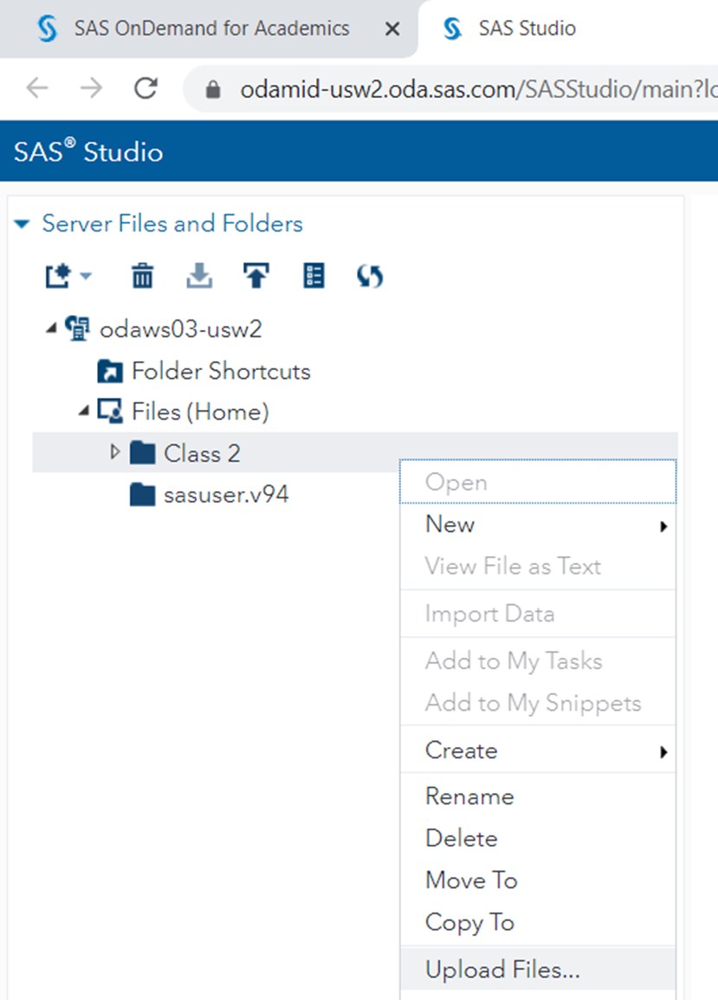 SAS OnDemand for Academics
SAS Studio
odamid-usw2.oda.sas.com/SASStudio/main?lo
SAS® Studio
Server Files and Folders
odaws03-usw2
Folder Shortcuts
Files (Home)
Class 2
sasuser.v94
Open
New
View File as Text
Import Data
Add to My Tasks
Add to My Snippets
Create
Rename
Delete
Move To
Copy To
Upload Files...